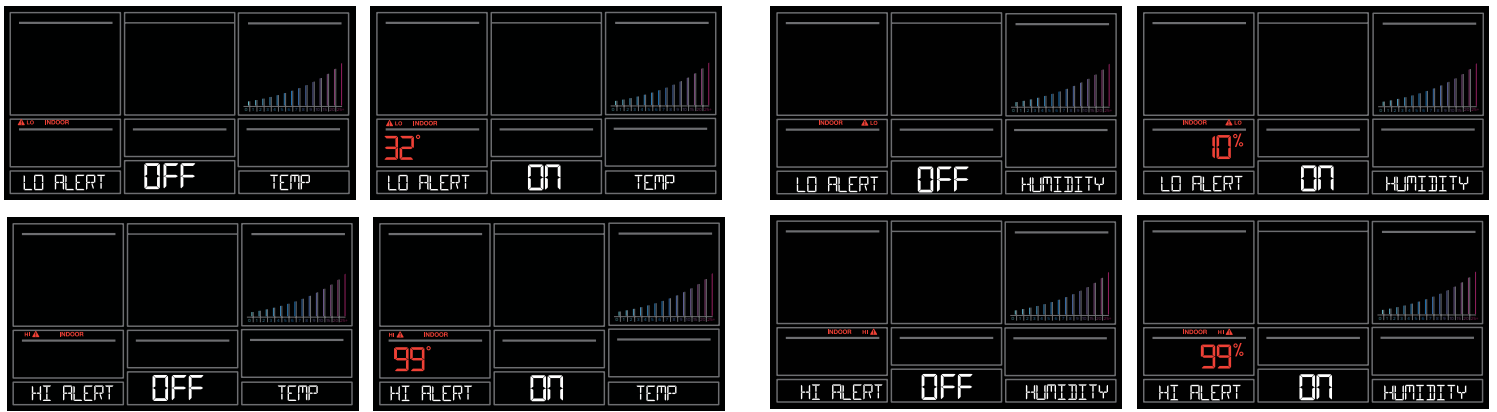 LO INDOOR
LO ALERT OFF TEMP
LO INDOOR
32°
LO ALERT ON TEMP
INDOOR LO
LO ALERT OFF HUMIDITY
INDOOR LO
10%
LO ALERT ON HUMIDITY
HI INDOOR
HI ALERT OFF TEMP
HI INDOOR
99°
HI ALERT ON TEMP
INDOOR HI
HI ALERT OFF HUMIDITY
INDOOR HI
99%
HI ALERT ON HUMIDITY